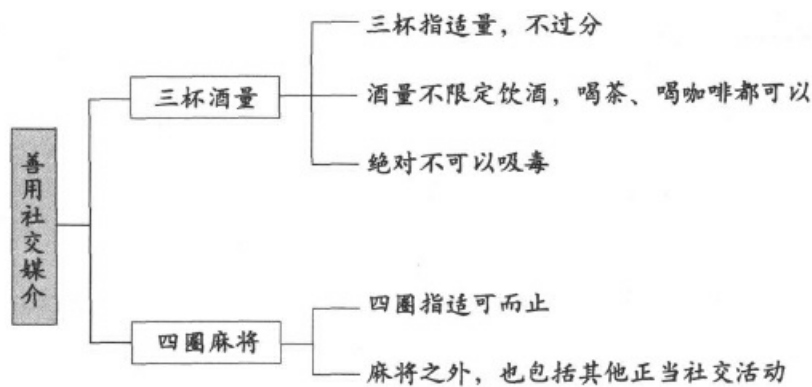 善用社交媒介
三杯酒量
三杯指适量，不过分
酒量不限定饮酒，喝茶、喝咖啡都可以
绝对不可以吸毒
四圈麻将
四圈指适可而止
麻将之外，也包括其他正当社交活动